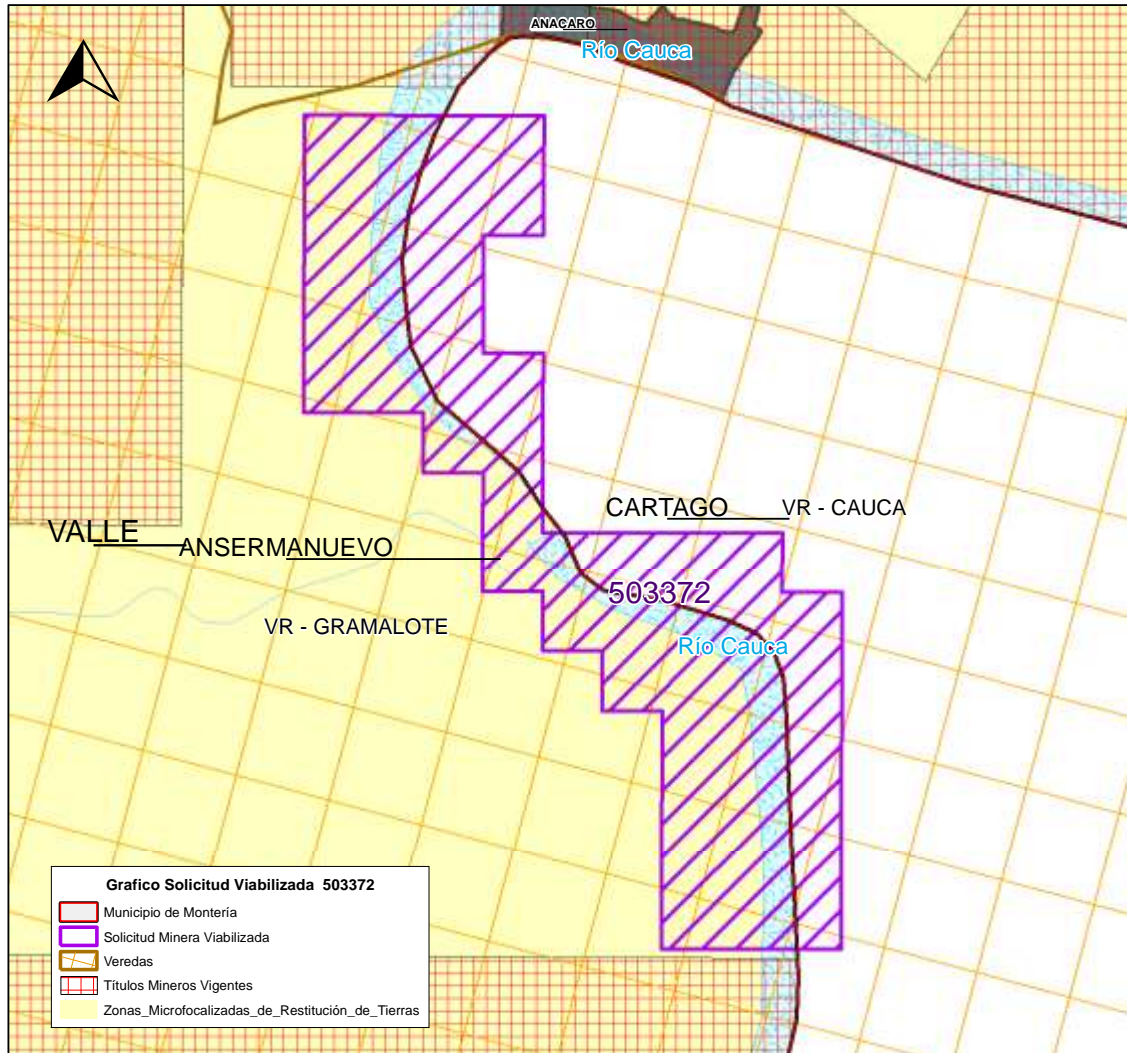 ANACARO
Río Cauca
CARTAGO
VR - CAUCA
VALLE
ANSERMANUEVO
503372
VR - GRAMALOTE
Río Cauca
Grafico Solicitud Viabilizada 503372
Municipio de Montería
Solicitud Minera Viabilizada
Veredas
Títulos Mineros Vigentes
Zonas_Microfocalizadas_de_Restitución_de_Tierras